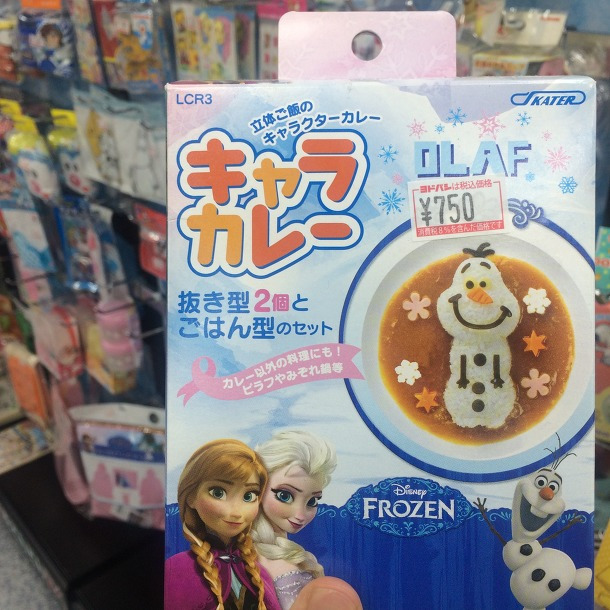 LCR3
SKATER
立体ご飯の
キャラクターカレー
キャラ
カレー
OLAF
ヨドバシは税込価格
¥750
消費税8%を含んだ価格です
抜き型2個と
ごはん型のセット
カレー以外の料理にも！
ピラフやみぞれ鍋等
Disney
FROZEN